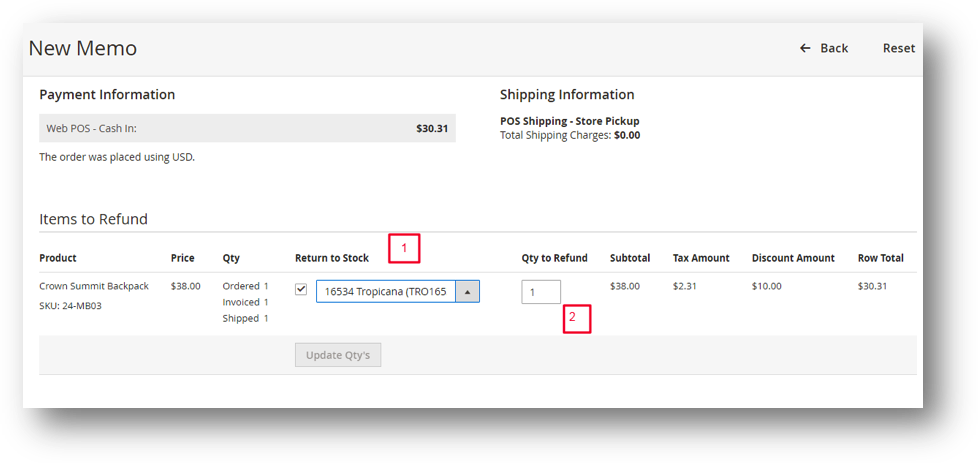 New Memo
← Back
Reset
Payment Information
Shipping Information
Web POS - Cash In:
$30.31
POS Shipping - Store Pickup
Total Shipping Charges: $0.00
The order was placed using USD.
Items to Refund
1
Product
Price
Qty
Return to Stock
Qty to Refund
Subtotal
Tax Amount
Discount Amount
Row Total
Crown Summit Backpack
SKU: 24-MB03
$38.00
Ordered 1
Invoiced 1
Shipped 1
16534 Tropicana (TRO165
1
$38.00
$2.31
$10.00
$30.31
2
Update Qty's